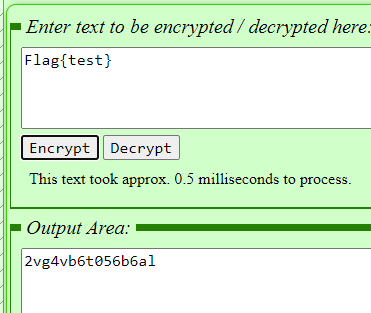 Enter text to be encrypted / decrypted here:
Flag{test}
Encrypt Decrypt
This text took approx. 0.5 milliseconds to process.
Output Area:
2vg4vb6t056b6al